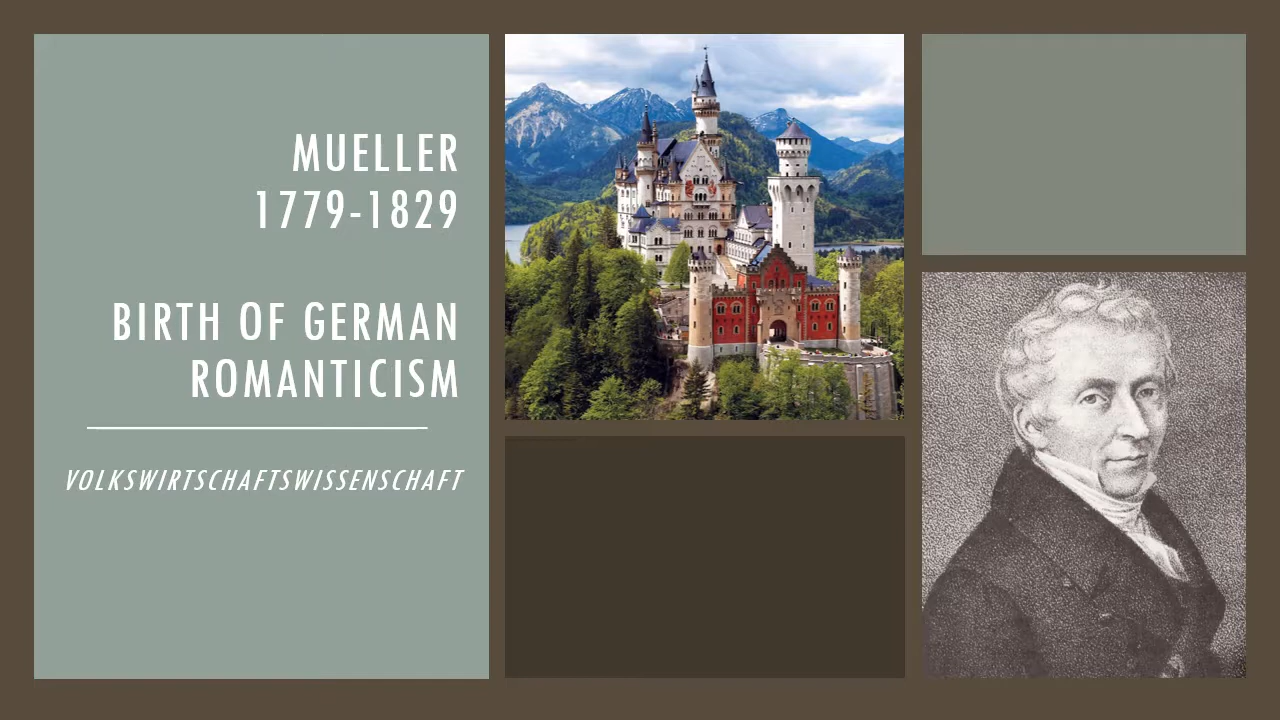 MUELLER
1779-1829
BIRTH OF GERMAN
ROMANTICISM
VOLKSWIRTSCHAFTSWISSENSCHAFT